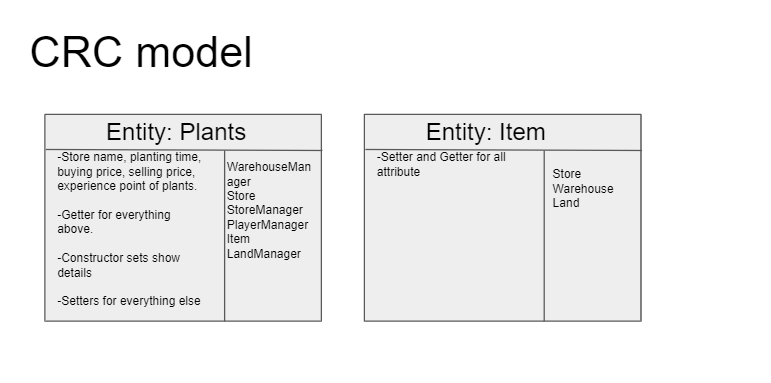 CRC model
Entity: Plants
-Store name, planting time,
buying price, selling price,
experience point of plants.
-Getter for everything
above.
-Constructor sets show
details
-Setters for everything else
WarehouseMan
ager
Store
StoreManager
PlayerManager
Item
LandManager
Entity: Item
-Setter and Getter for all
attribute
Store
Warehouse
Land